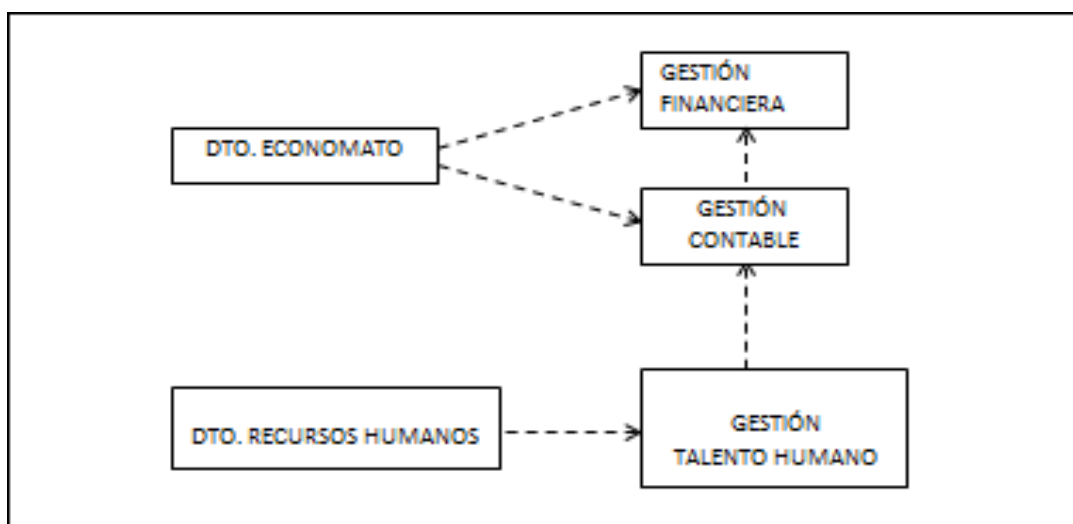 GESTIÓN
FINANCIERA
DTO. ECONOMATO
GESTIÓN
CONTABLE
DTO. RECURSOS HUMANOS
GESTIÓN
TALENTO HUMANO